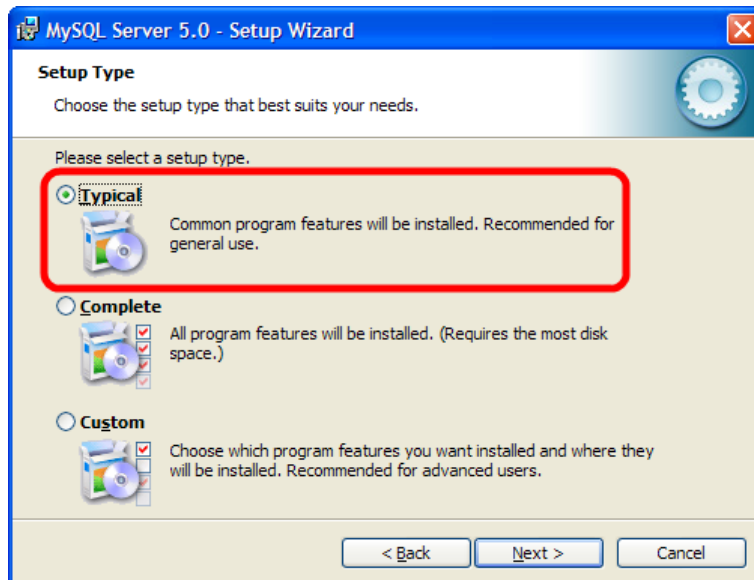 MySQL Server 5.0 - Setup Wizard
Setup Type
Choose the setup type that best suits your needs.
Please select a setup type.
Typical
Common program features will be installed. Recommended for
general use.
Complete
All program features will be installed. (Requires the most disk
space.)
Custom
Choose which program features you want installed and where they
will be installed. Recommended for advanced users.
< Back
Next >
Cancel